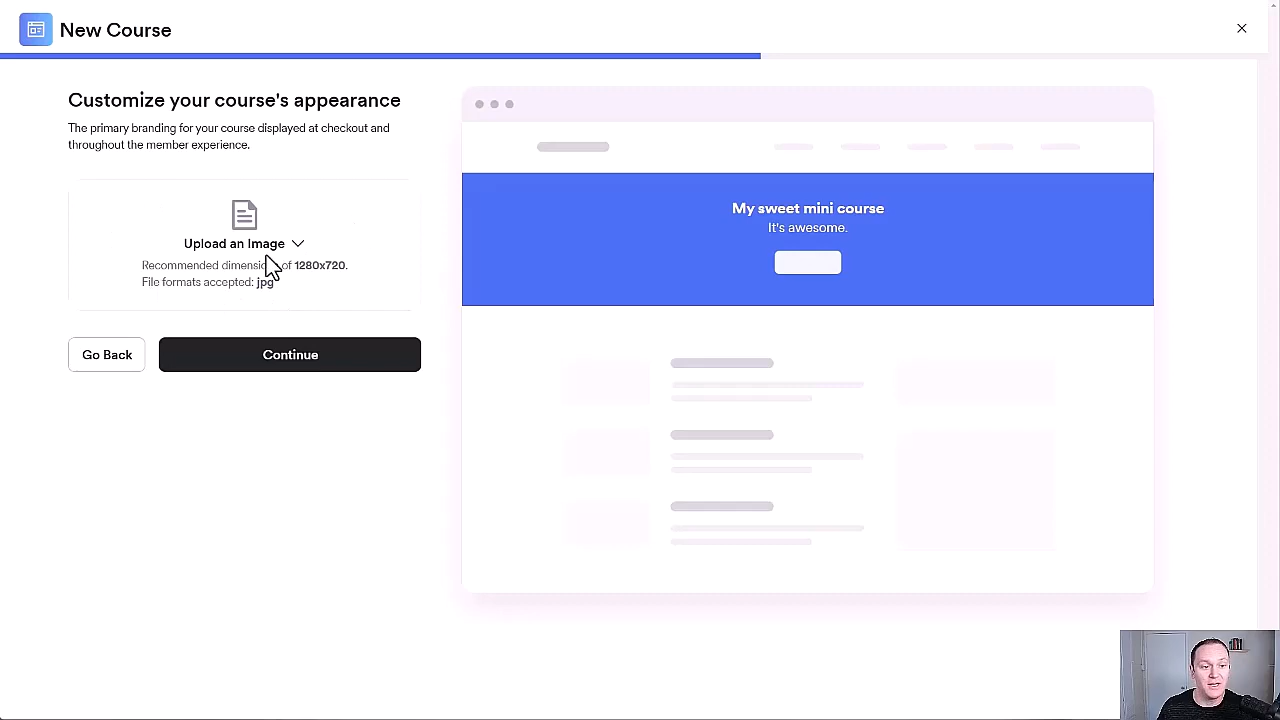 New Course
Customize your course's appearance
The primary branding for your course displayed at checkout and
throughout the member experience.
Upload an Image
Recommended dimensions of 1280x720.
File formats accepted: jpg
Go Back
Continue
My sweet mini course
It's awesome.